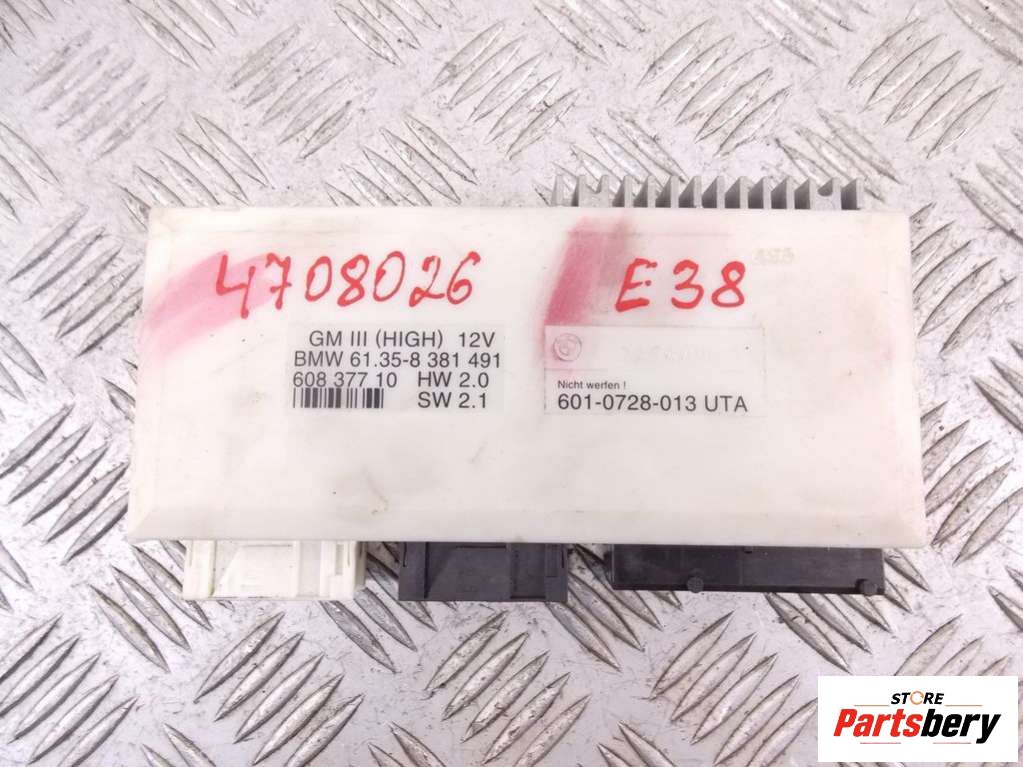 4708026
E38
GM III (HIGH) 12V
BMW 61.35-8 381 491
608 377 10 HW 2.0
SW 2.1
Nicht werfen !
601-0728-013 UTA
STORE
Partsbery